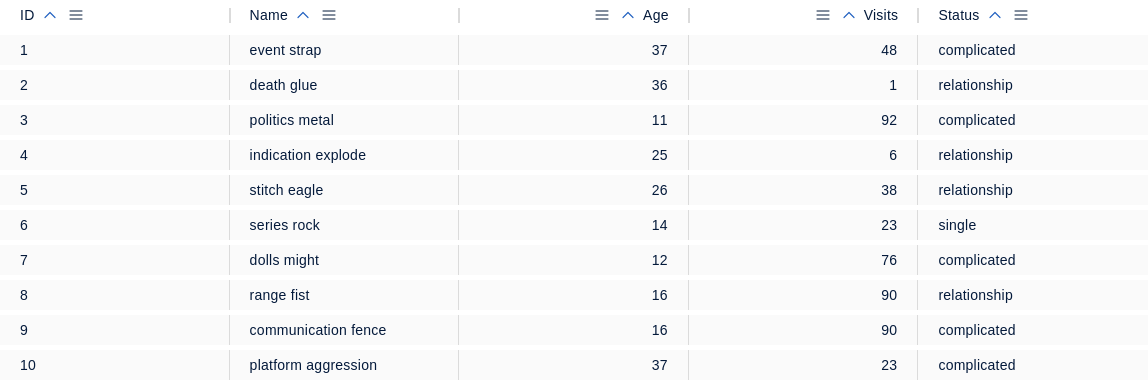 ID Name Age Visits Status
1 event strap 37 48 complicated
2 death glue 36 1 relationship
3 politics metal 11 92 complicated
4 indication explode 25 6 relationship
5 stitch eagle 26 38 relationship
6 series rock 14 23 single
7 dolls might 12 76 complicated
8 range fist 16 90 relationship
9 communication fence 16 90 complicated
10 platform aggression 37 23 complicated